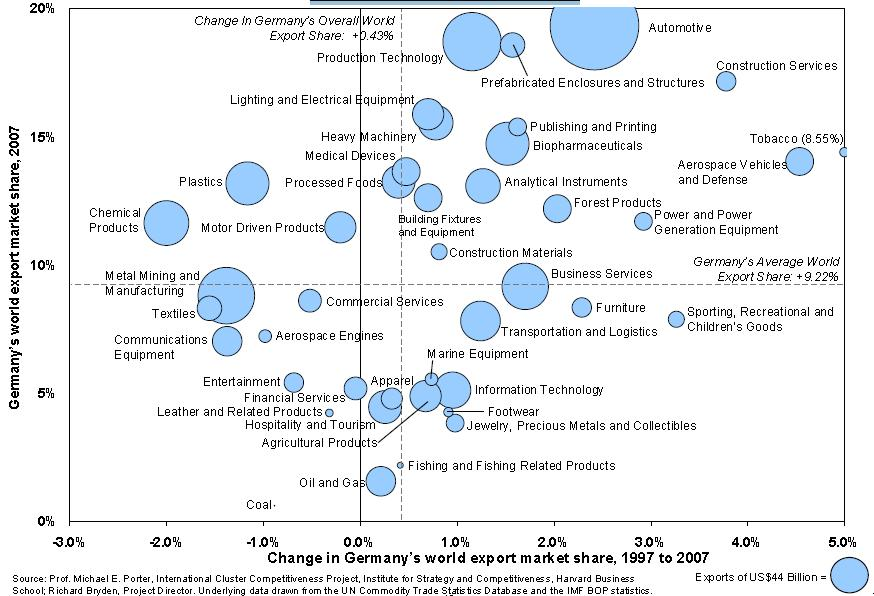 20%
Change In Germany's Overall World
Export Share: +0.43%
Automotive
Production Technology
Construction Services
Prefabricated Enclosures and Structures
Lighting and Electrical Equipment
15%
Heavy Machinery
Publishing and Printing
Tobacco (8.55%)
Biopharmaceuticals
Medical Devices
Aerospace Vehicles
and Defense
Plastics
Processed Foods
Analytical Instruments
Forest Products
Chemical
Products
Motor Driven Products
Building Fixtures
and Equipment
Power and Power
Generation Equipment
Construction Materials
10%
Germany's Average World
Export Share: +9.22%
Metal Mining and
Manufacturing
Business Services
Textiles
Commercial Services
Furniture
Sporting, Recreational and
Children's Goods
Communications
Equipment
Aerospace Engines
Transportation and Logistics
Marine Equipment
Entertainment
Apparel
Information Technology
5%
Financial Services
Leather and Related Products
Footwear
Hospitality and Tourism
Jewelry, Precious Metals and Collectibles
Agricultural Products
Fishing and Fishing Related Products
Oil and Gas
Coal
0%
Germany's world export market share, 2007
-3.0% -2.0% -1.0% 0.0% 1.0% 2.0% 3.0% 4.0% 5.0%
Change in Germany's world export market share, 1997 to 2007
Exports of US$44 Billion =
Source: Prof. Michael E. Porter, International Cluster Competitiveness Project, Institute for Strategy and Competitiveness, Harvard Business
School; Richard Bryden, Project Director. Underlying data drawn from the UN Commodity Trade Statistics Database and the IMF BOP statistics.